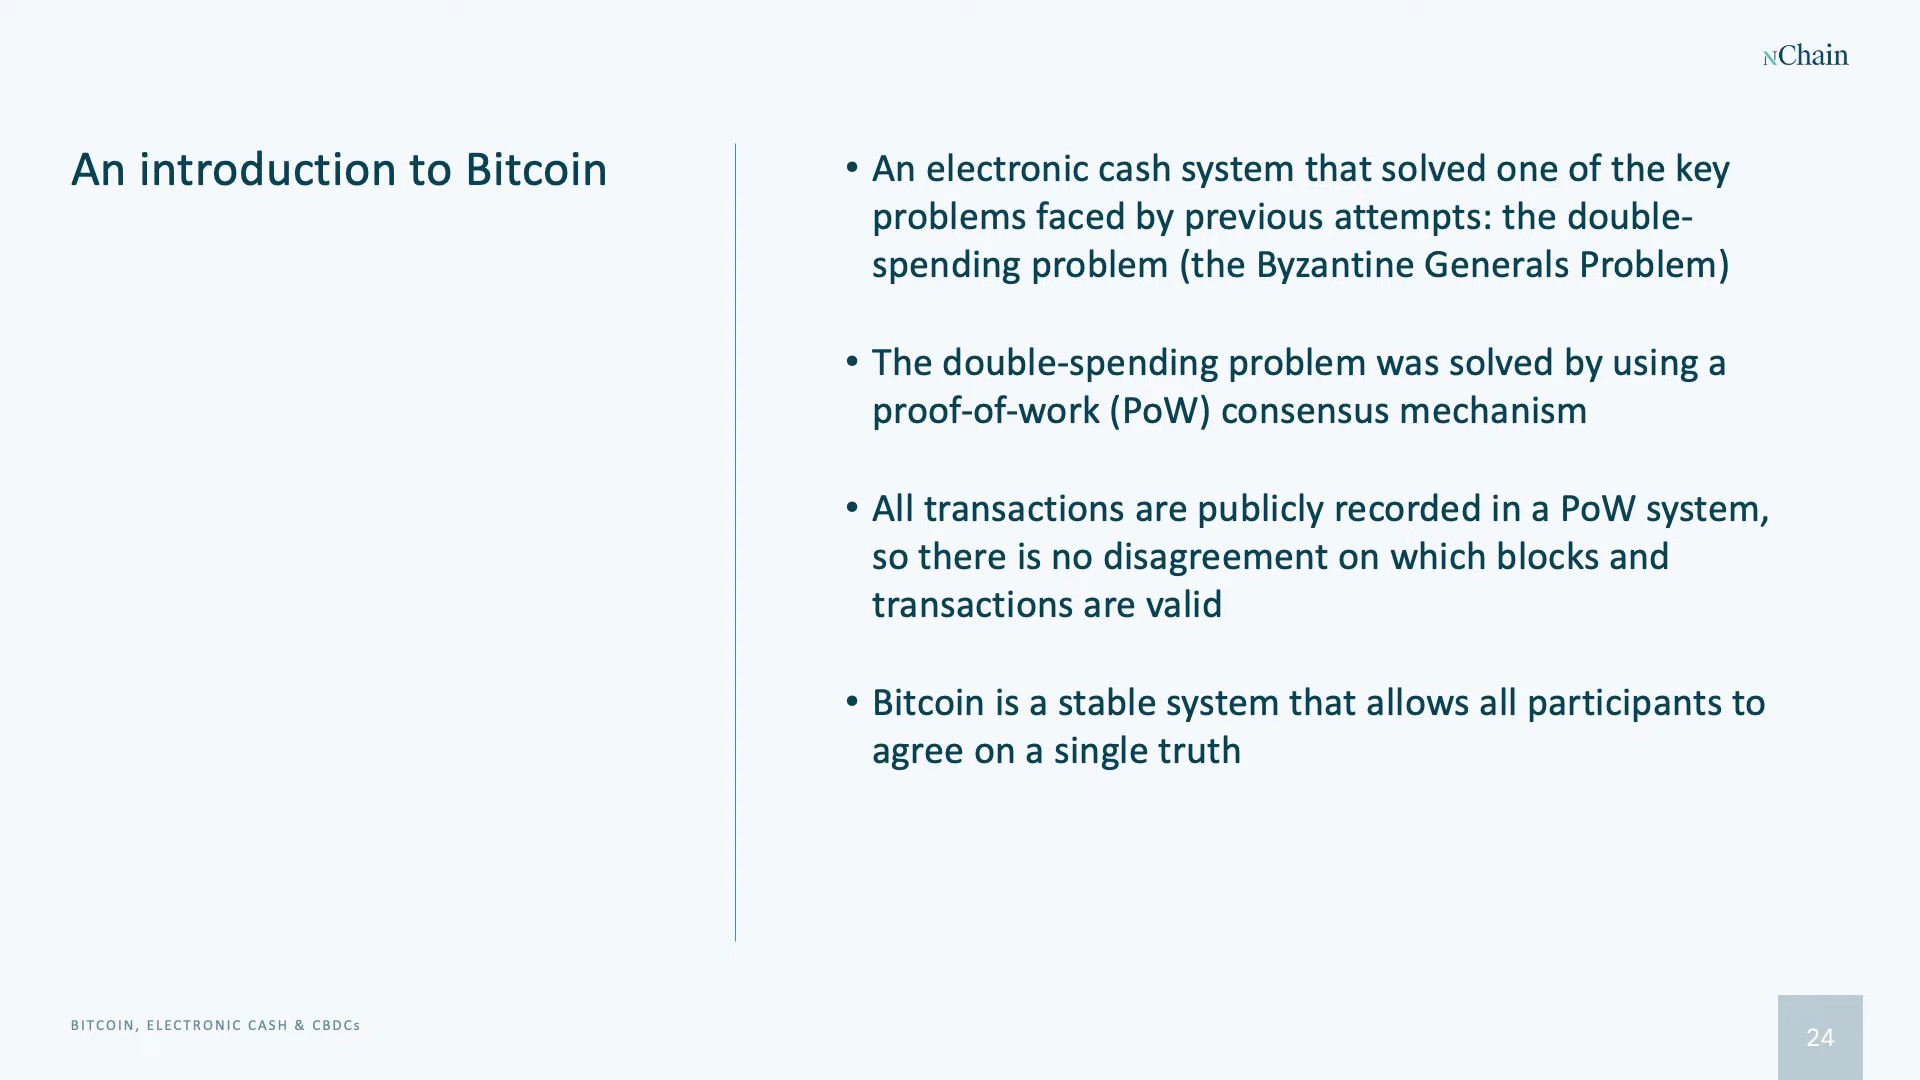 nChain
An introduction to Bitcoin
• An electronic cash system that solved one of the key
problems faced by previous attempts: the double-
spending problem (the Byzantine Generals Problem)
• The double-spending problem was solved by using a
proof-of-work (PoW) consensus mechanism
• All transactions are publicly recorded in a PoW system,
so there is no disagreement on which blocks and
transactions are valid
• Bitcoin is a stable system that allows all participants to
agree on a single truth
BITCOIN, ELECTRONIC CASH & CBDCs
24